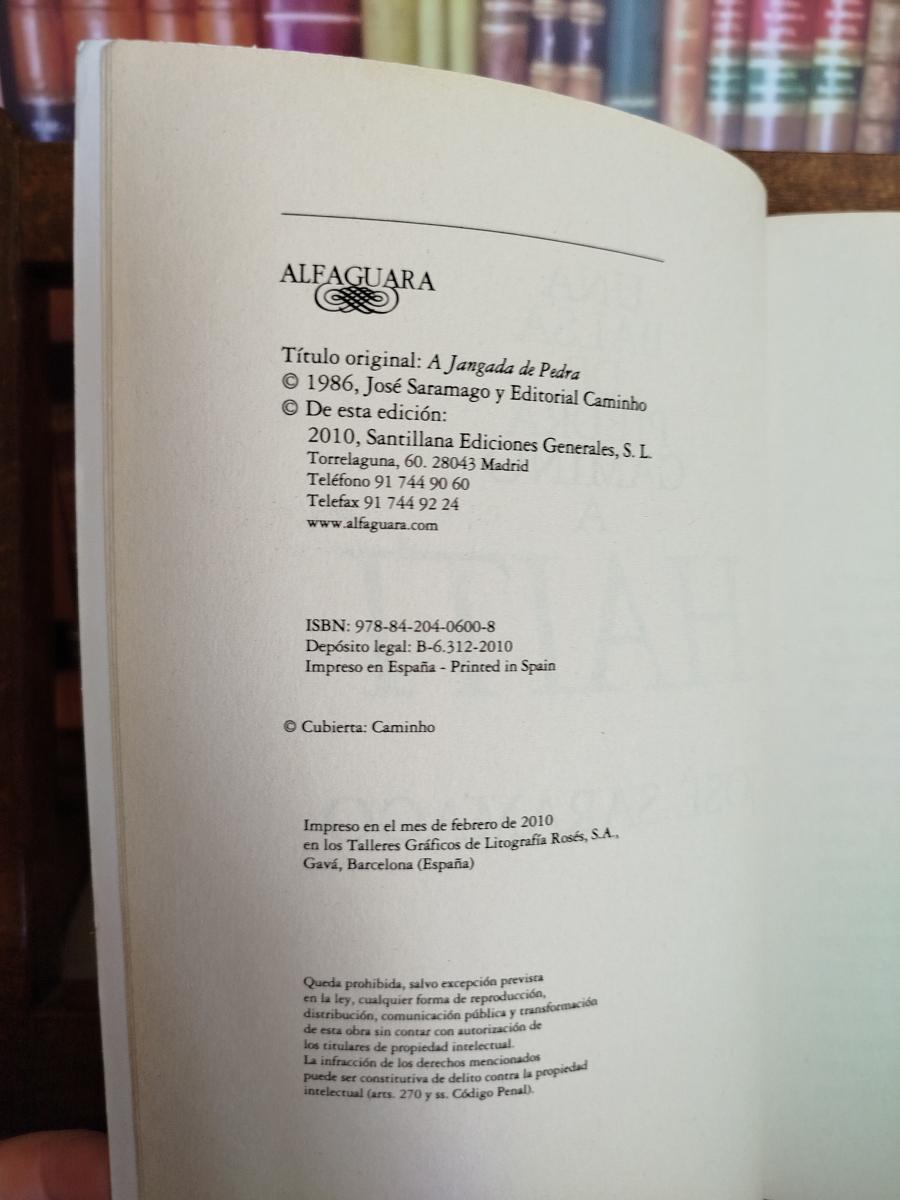 ALFAGUARA
Título original: A Jangada de Pedra
© 1986, José Saramago y Editorial Caminho
© De esta edición:
2010, Santillana Ediciones Generales, S. L.
Torrelaguna, 60. 28043 Madrid
Teléfono 91 744 90 60
Telefax 91 744 92 24
www.alfaguara.com
ISBN: 978-84-204-0600-8
Depósito legal: B-6.312-2010
Impreso en España - Printed in Spain
© Cubierta: Caminho
Impreso en el mes de febrero de 2010
en los Talleres Gráficos de Litografía Rosés, S.A.,
Gavá, Barcelona (España)
Queda prohibida, salvo excepción prevista
en la ley, cualquier forma de reproducción,
distribución, comunicación pública y transformación
de esta obra sin contar con autorización de
los titulares de propiedad intelectual.
La infracción de los derechos mencionados
puede ser constitutiva de delito contra la propiedad
intelectual (arts. 270 y ss. Código Penal).